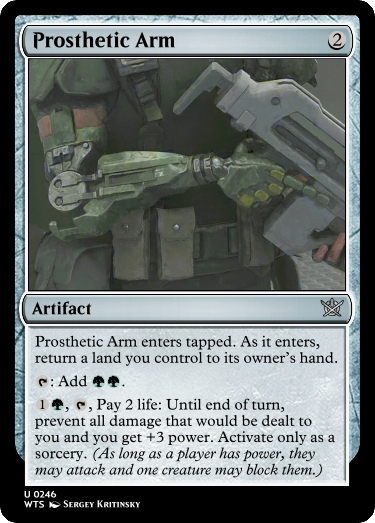 Prosthetic Arm 2
Artifact
Prosthetic Arm enters tapped. As it enters,
return a land you control to its owner's hand.
: Add .
1 , , Pay 2 life: Until end of turn,
prevent all damage that would be dealt to
you and you get +3 power. Activate only as a
sorcery. (As long as a player has power, they
may attack and one creature may block them.)
U 0246
WTS Sergey Kritinsky